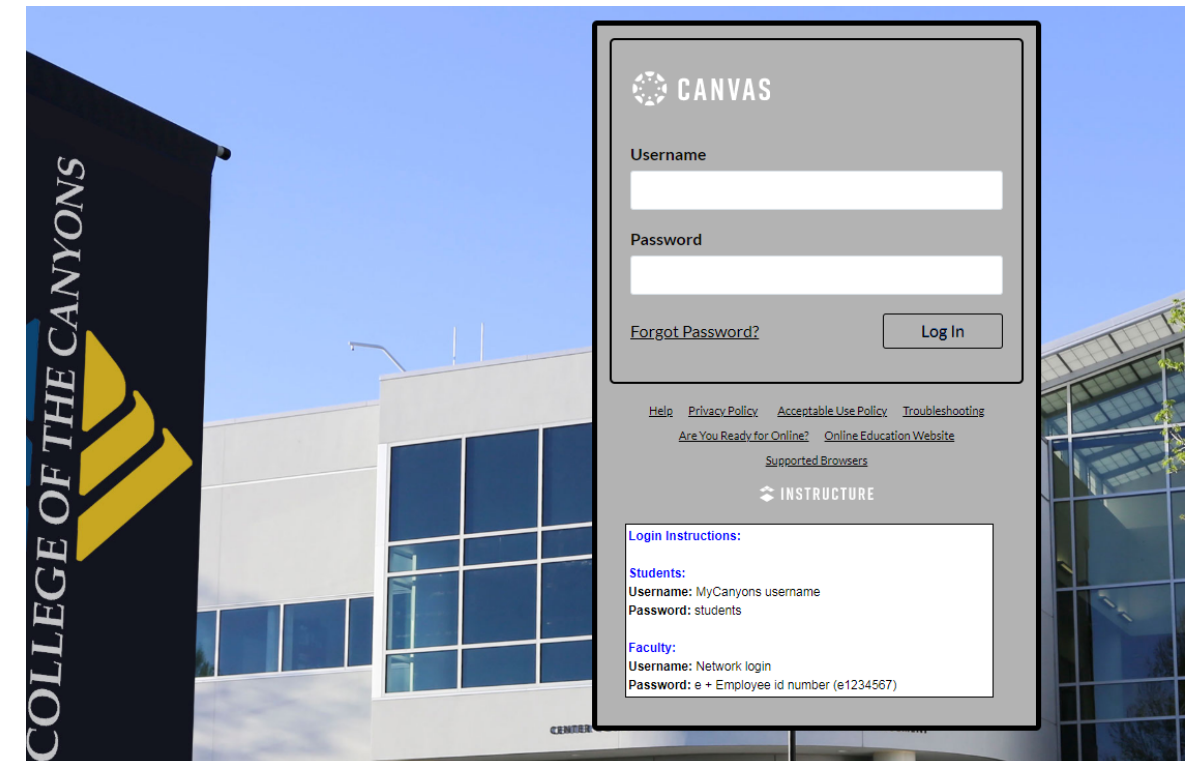 COLLEGE OF THE CANYONS
CANVAS
Username
Password
Forgot Password?
Log In
Help Privacy Policy Acceptable Use Policy Troubleshooting
Are You Ready for Online? Online Education Website
Supported Browsers
INSTRUCTURE
Login Instructions:
Students:
Username: MyCanyons username
Password: students
Faculty:
Username: Network login
Password: e + Employee id number (e1234567)